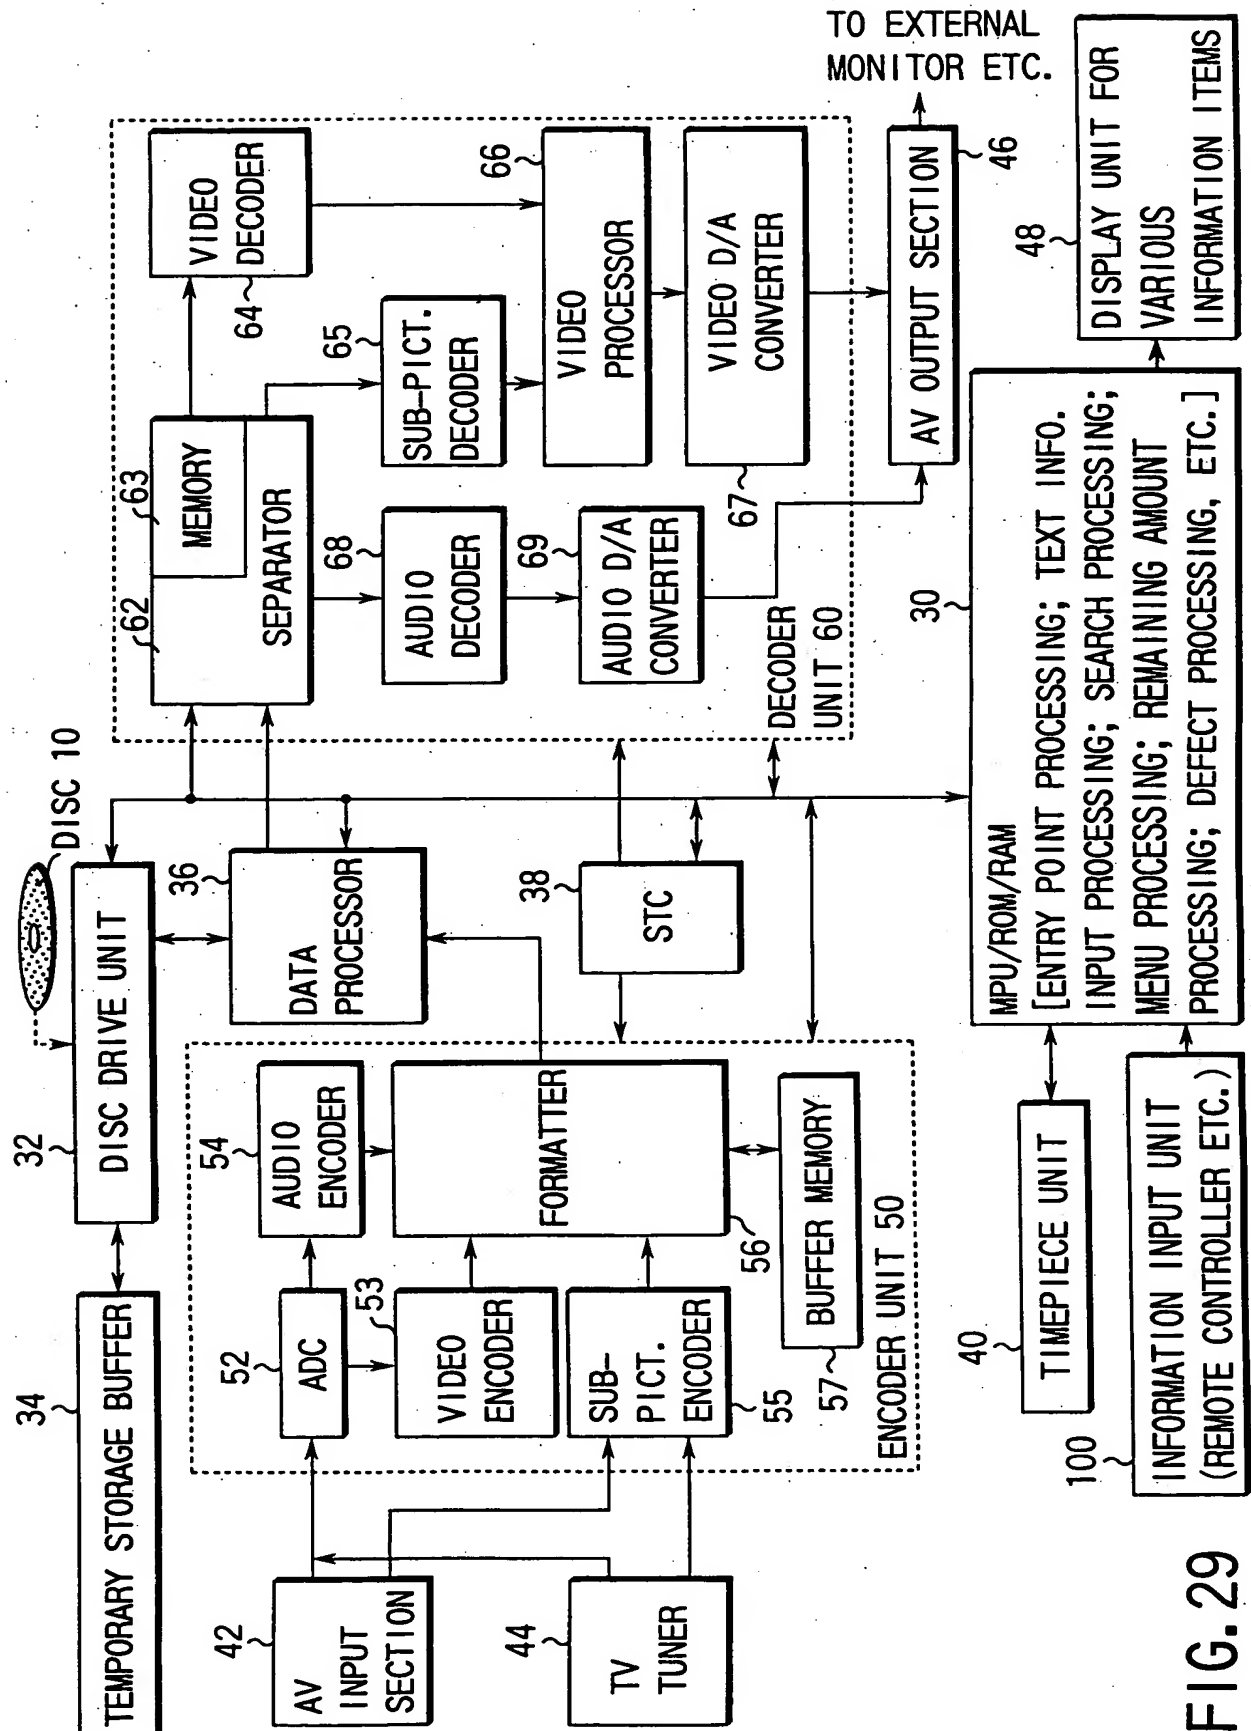 TEMPORARY STORAGE BUFFER
34
32
DISC DRIVE UNIT
DISC 10
42
AV
INPUT
SECTION
44
TV
TUNER
52
ADC
53
VIDEO
ENCODER
54
AUDIO
ENCODER
SUB-
PICT.
ENCODER
55
FORMATTER
56
BUFFER MEMORY
57
ENCODER UNIT 50
36
DATA
PROCESSOR
38
STC
62
63
MEMORY
SEPARATOR
VIDEO
DECODER
64
65
SUB-PICT.
DECODER
66
VIDEO
PROCESSOR
68
AUDIO
DECODER
69
AUDIO D/A
CONVERTER
VIDEO D/A
CONVERTER
67
DECODER
UNIT 60
TO EXTERNAL
MONITOR ETC.
AV OUTPUT SECTION
46
40
TIMEPIECE UNIT
100
INFORMATION INPUT UNIT
(REMOTE CONTROLLER ETC.)
30
MPU/ROM/RAM
[ENTRY POINT PROCESSING; TEXT INFO.
INPUT PROCESSING; SEARCH PROCESSING;
MENU PROCESSING; REMAINING AMOUNT
PROCESSING; DEFECT PROCESSING, ETC.]
48
DISPLAY UNIT FOR
VARIOUS
INFORMATION ITEMS
FIG. 29